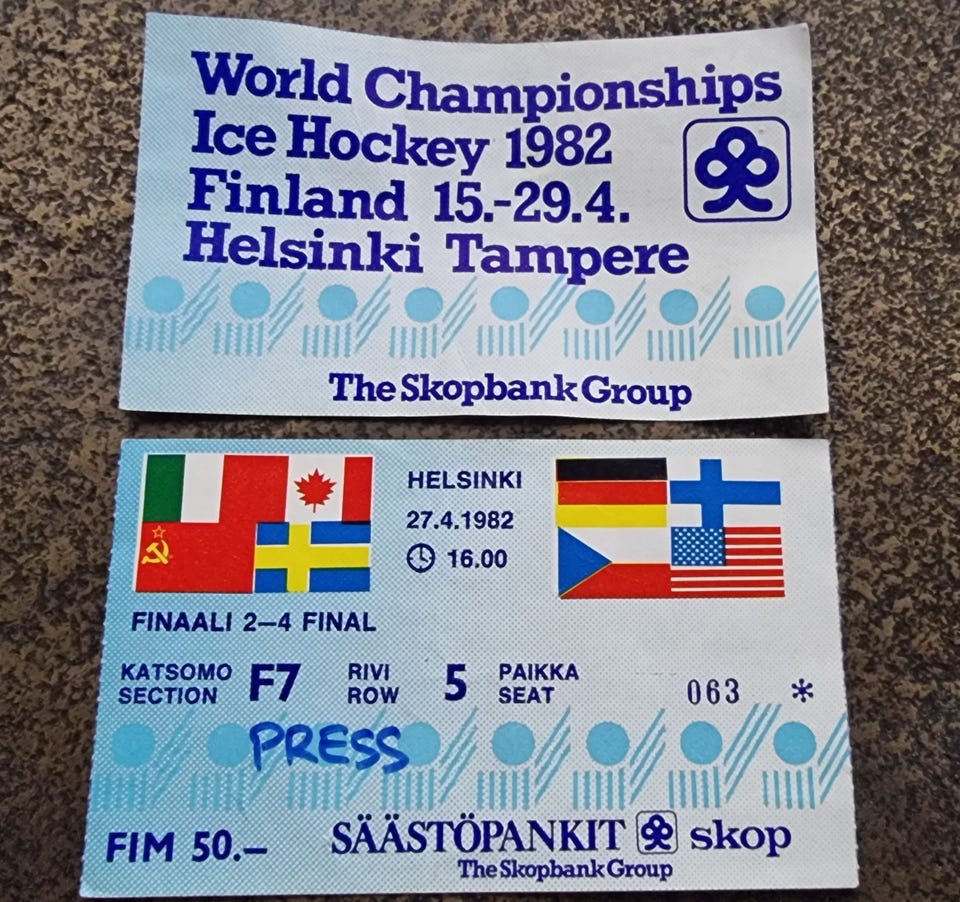 World Championships
Ice Hockey 1982
Finland 15.-29.4.
Helsinki Tampere
The Skopbank Group
HELSINKI
27.4.1982
16.00
FINAALI 2–4 FINAL
KATSOMO F7 RIVI 5 PAIKKA
SECTION ROW SEAT 063 *
PRESS
FIM 50.–
SÄÄSTÖPANKIT skop
The Skopbank Group